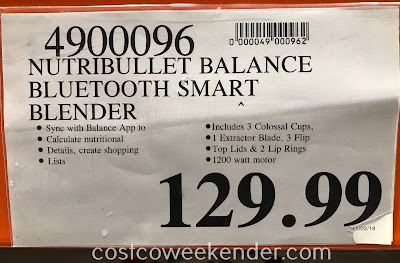 4900096
0 000049 000962
NUTRIBULLET BALANCE
BLUETOOTH SMART
BLENDER
• Sync with Balance App to
• Calculate nutritional
• Details, create shopping
• Lists
• Includes 3 Colossal Cups,
• 1 Extractor Blade, 3 Flip
• Top Lids & 2 Lip Rings
• 1200 watt motor
129.99
costcoweekender.com